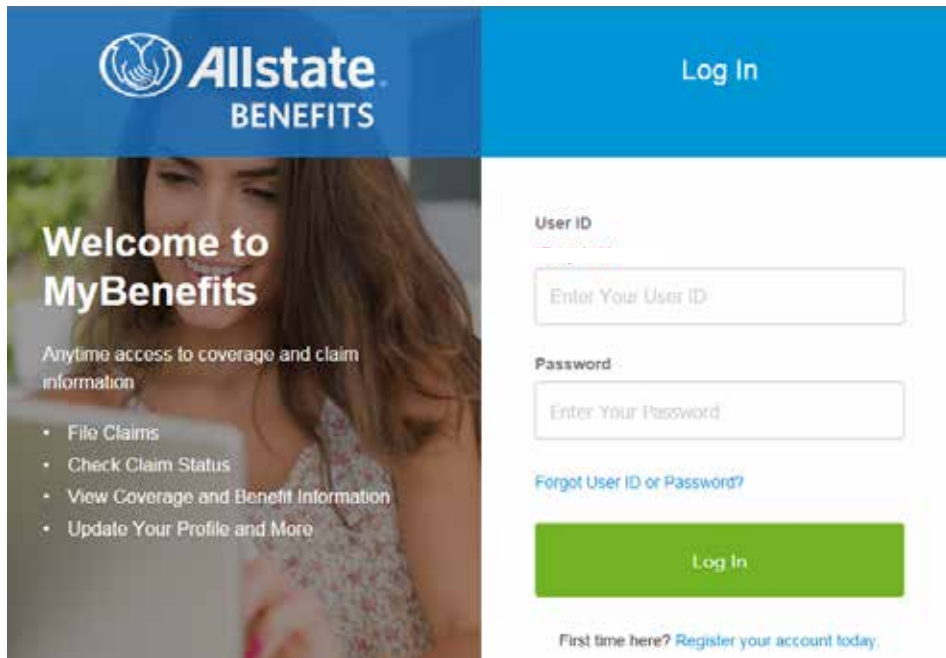 Allstate.
BENEFITS
Welcome to
MyBenefits
Anytime access to coverage and claim
information
• File Claims
• Check Claim Status
• View Coverage and Benefit Information
• Update Your Profile and More
Log In
User ID
Enter Your User ID
Password
Enter Your Password
Forgot User ID or Password?
Log In
First time here? Register your account today.